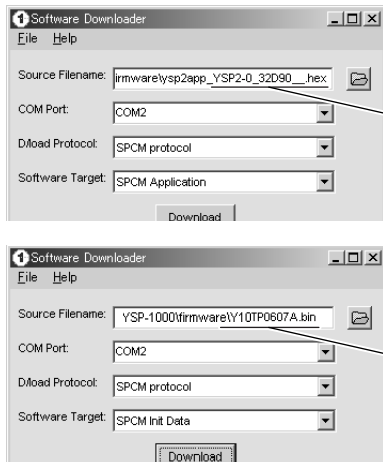 Software Downloader
File Help
Source Filename: irmware\ysp2app_YSP2-0_32D90__.hex
COM Port: COM2
D/load Protocol: SPCM protocol
Software Target: SPCM Application
Download
Software Downloader
File Help
Source Filename: YSP-1000\firmware\Y10TP0607A.bin
COM Port: COM2
D/load Protocol: SPCM protocol
Software Target: SPCM Init Data
Download